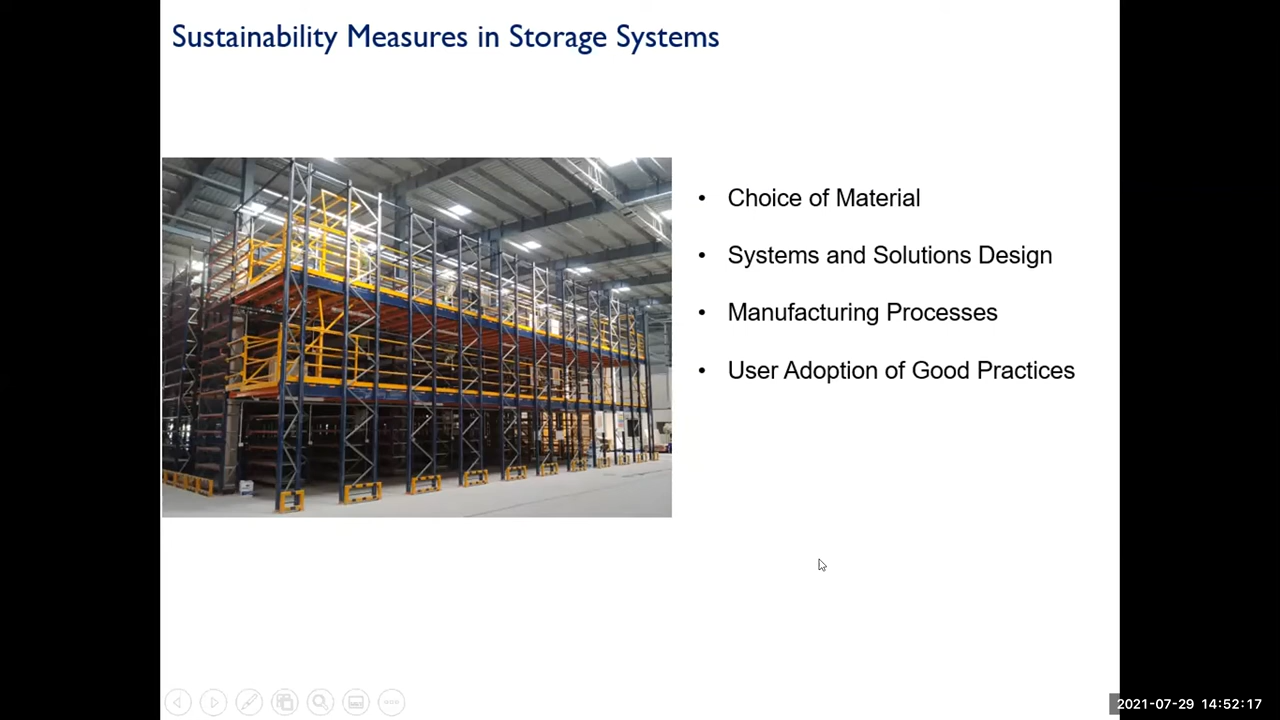 Sustainability Measures in Storage Systems
• Choice of Material
• Systems and Solutions Design
• Manufacturing Processes
• User Adoption of Good Practices
2021-07-29 14:52:17